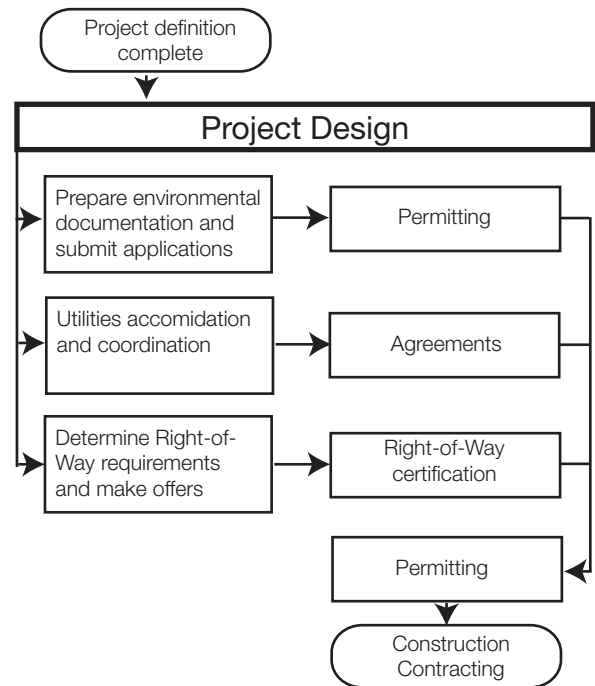 Project definition
complete
Project Design
Prepare environmental
documentation and
submit applications
Permitting
Utilities accomidation
and coordination
Agreements
Determine Right-of-
Way requirements
and make offers
Right-of-Way
certification
Permitting
Construction
Contracting